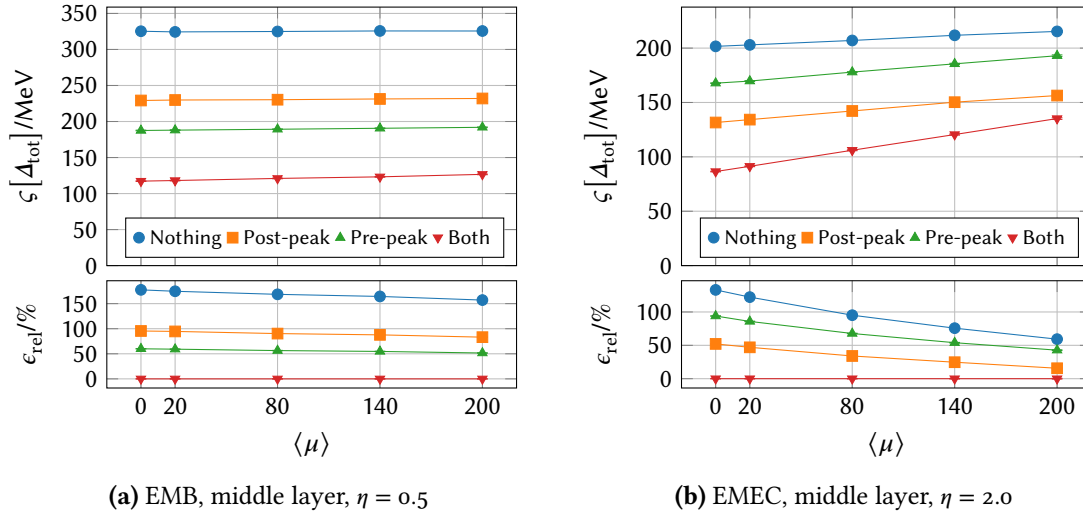 350
300
250
200
150
100
50
0
ς[Δtot]/MeV
Nothing Post-peak Pre-peak Both
150
100
50
0
ϵrel/%
0 20 80 140 200
⟨μ⟩
(a) EMB, middle layer, η = 0.5
200
150
100
50
0
ς[Δtot]/MeV
Nothing Post-peak Pre-peak Both
100
50
0
ϵrel/%
0 20 80 140 200
⟨μ⟩
(b) EMEC, middle layer, η = 2.0